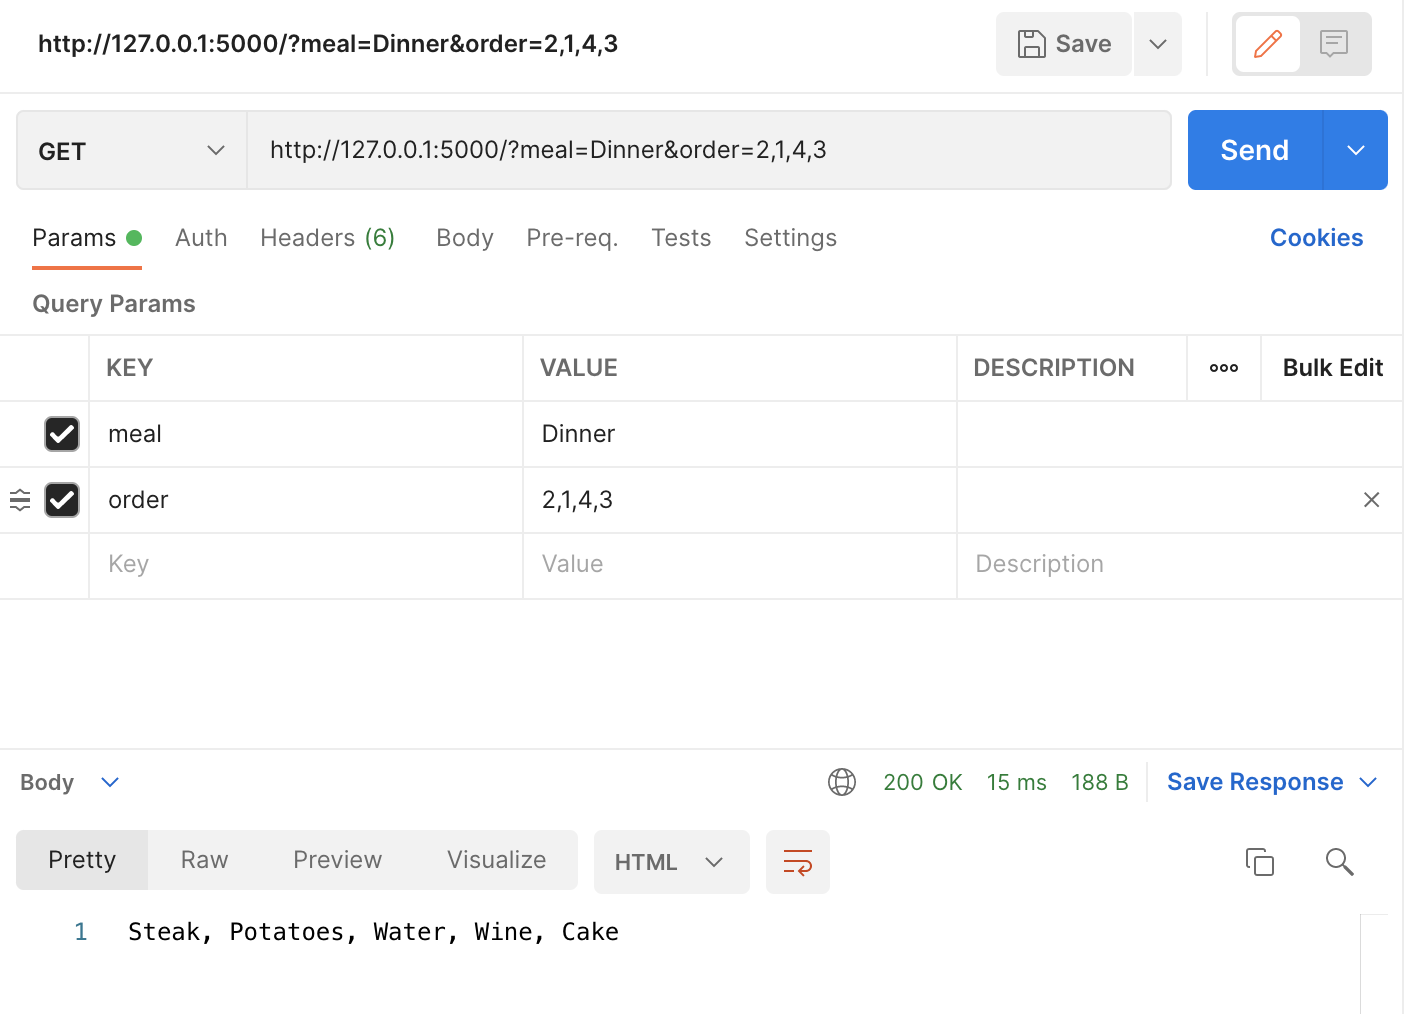 http://127.0.0.1:5000/?meal=Dinner&order=2,1,4,3
Save
GET
http://127.0.0.1:5000/?meal=Dinner&order=2,1,4,3
Send
Params Auth Headers (6) Body Pre-req. Tests Settings Cookies
Query Params
KEY VALUE DESCRIPTION Bulk Edit
meal Dinner
order 2,1,4,3
Key Value Description
Body 200 OK 15 ms 188 B Save Response
Pretty Raw Preview Visualize HTML
1 Steak, Potatoes, Water, Wine, Cake